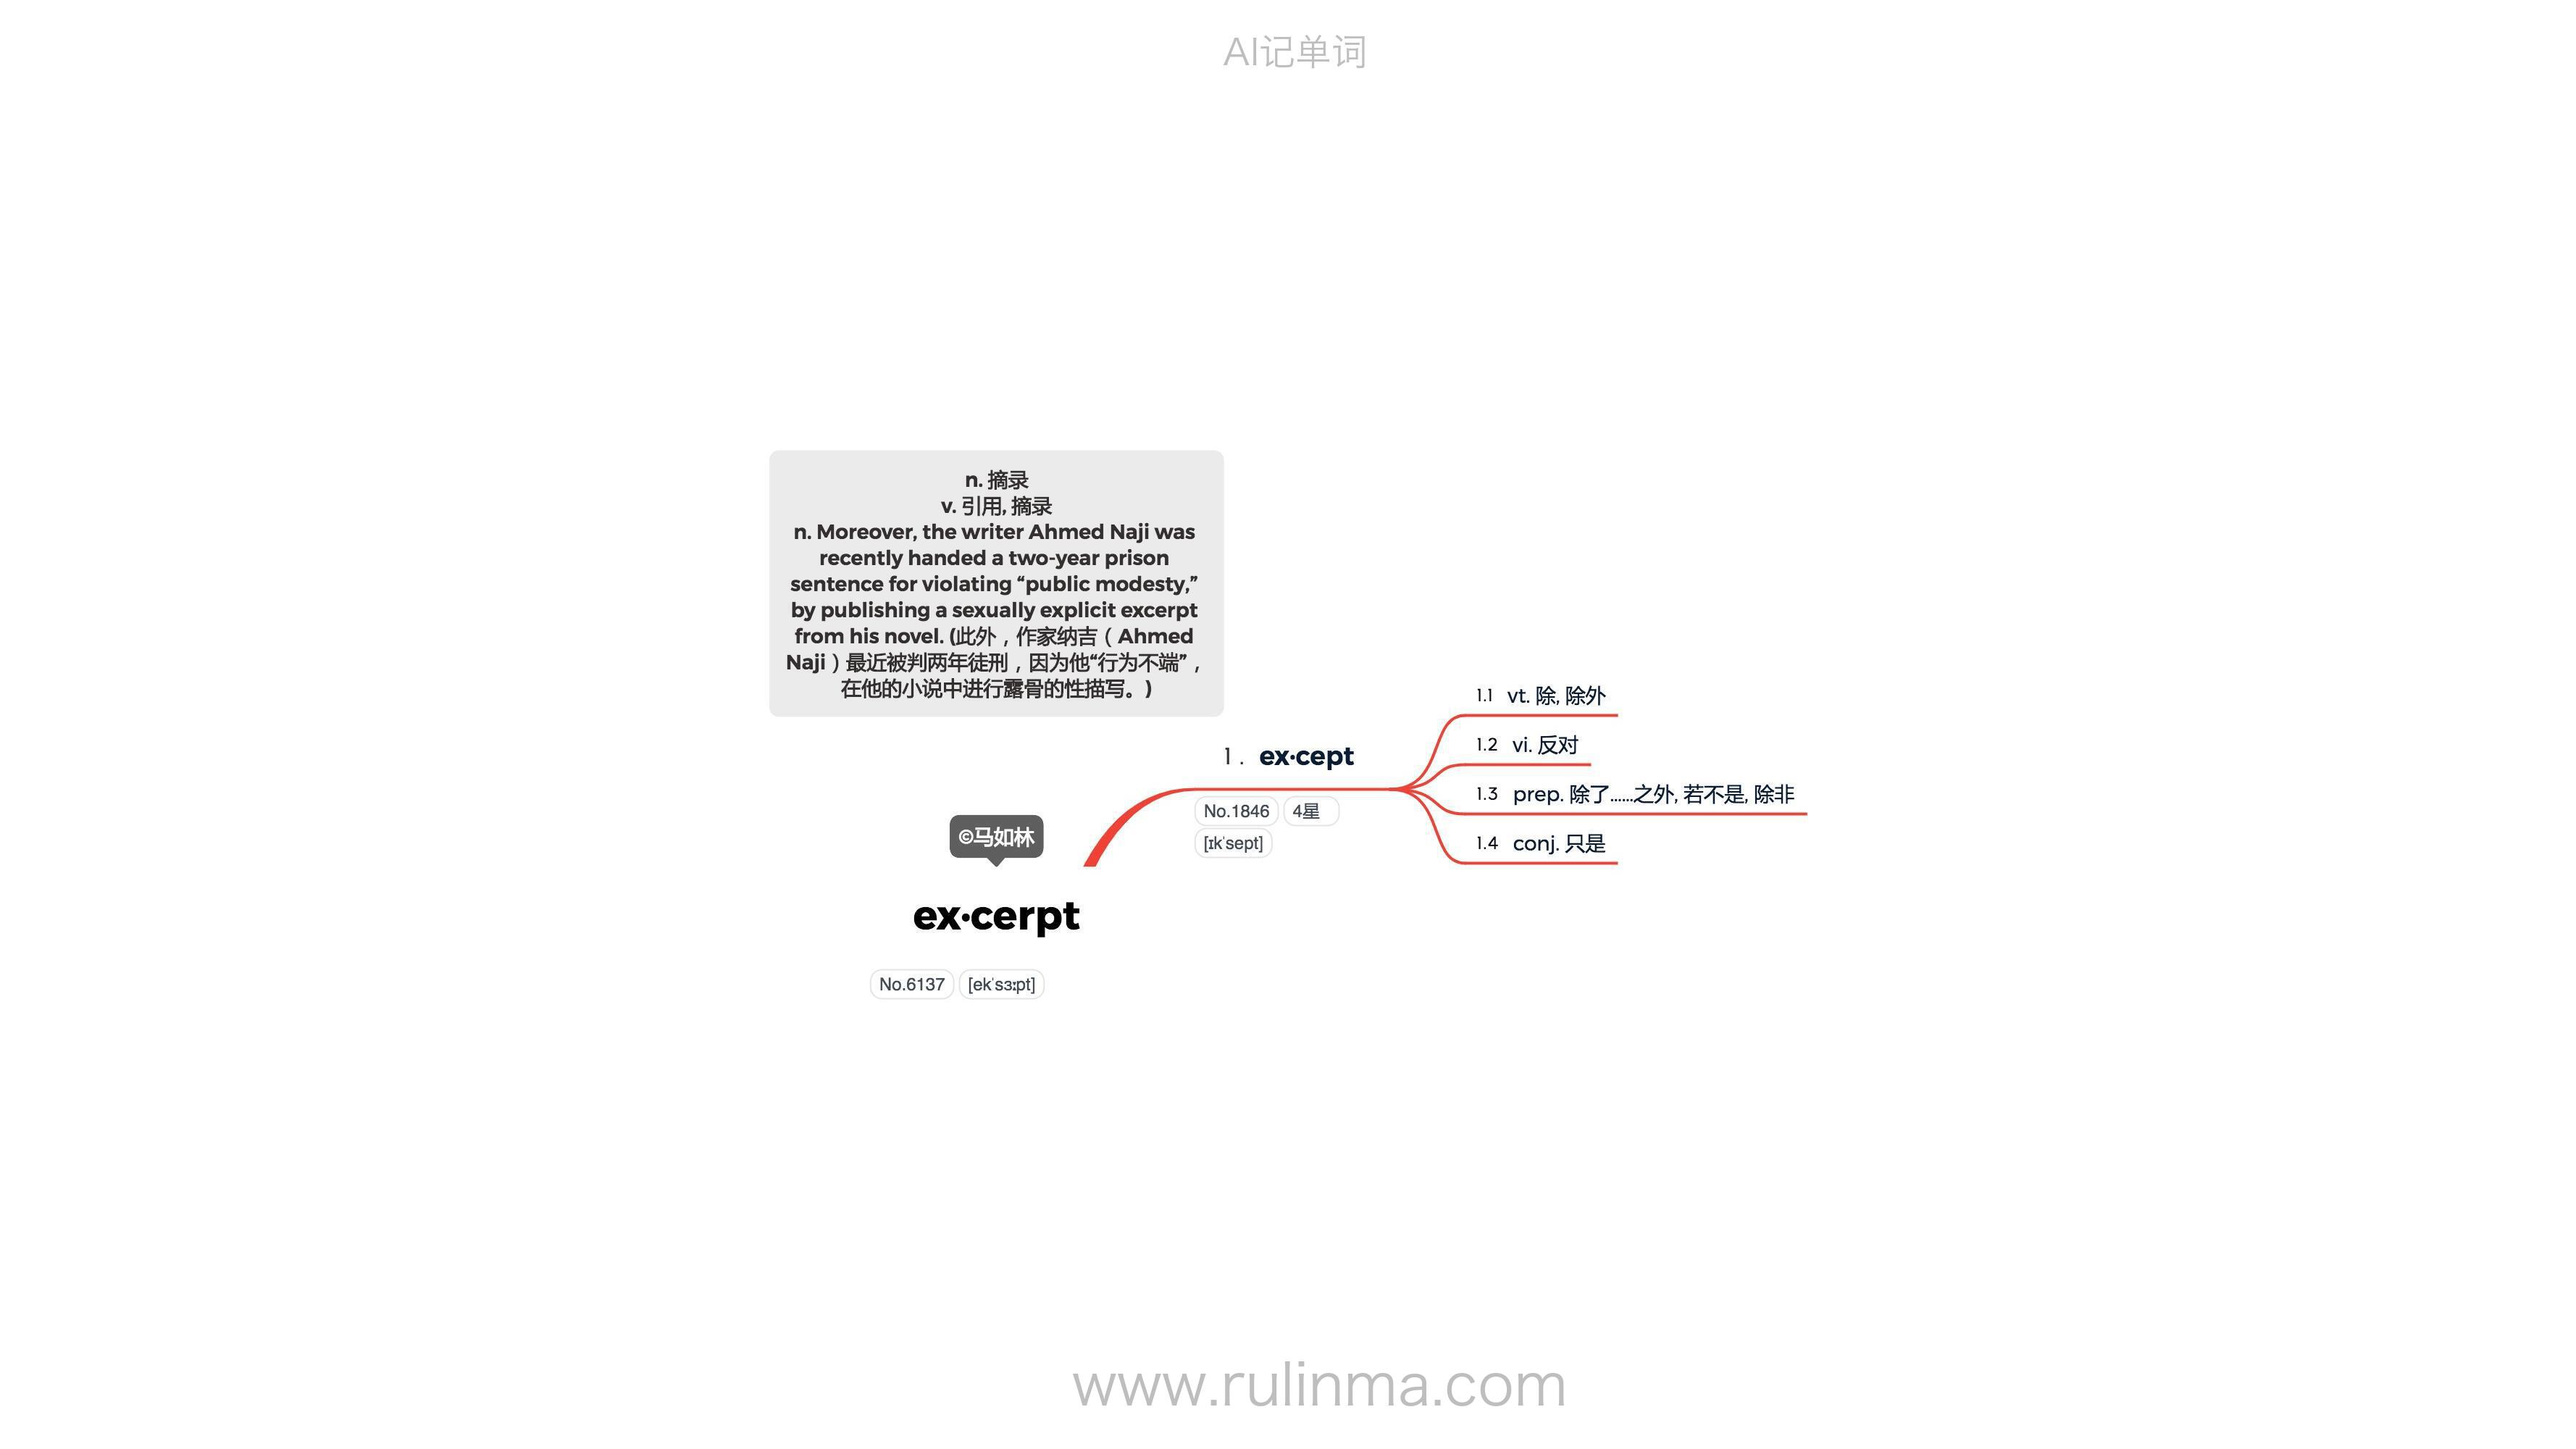 AI记单词
n. 摘录
v. 引用, 摘录
n. Moreover, the writer Ahmed Naji was
recently handed a two-year prison
sentence for violating “public modesty,”
by publishing a sexually explicit excerpt
from his novel. (此外，作家纳吉（Ahmed
Naji）最近被判两年徒刑，因为他“行为不端”，
在他的小说中进行露骨的性描写。)
©马如林
ex·cerpt
No.6137 [ekˈsɜːpt]
1 . ex·cept
No.1846 4星
[ɪkˈsept]
1.1 vt. 除, 除外
1.2 vi. 反对
1.3 prep. 除了......之外, 若不是, 除非
1.4 conj. 只是
www.rulinma.com